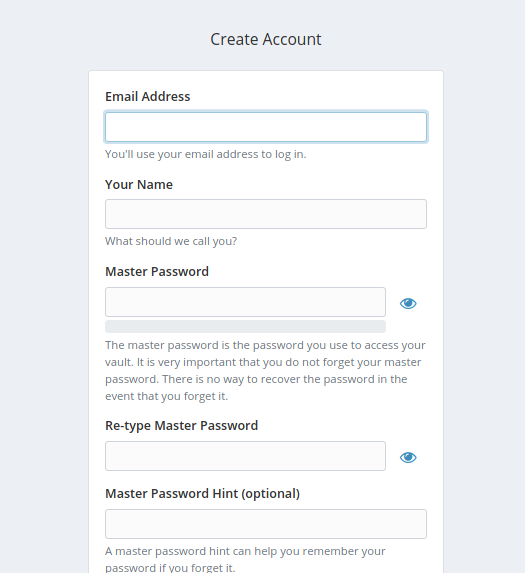 Create Account
Email Address
You'll use your email address to log in.
Your Name
What should we call you?
Master Password
The master password is the password you use to access your
vault. It is very important that you do not forget your master
password. There is no way to recover the password in the
event that you forget it.
Re-type Master Password
Master Password Hint (optional)
A master password hint can help you remember your
password if you forget it.